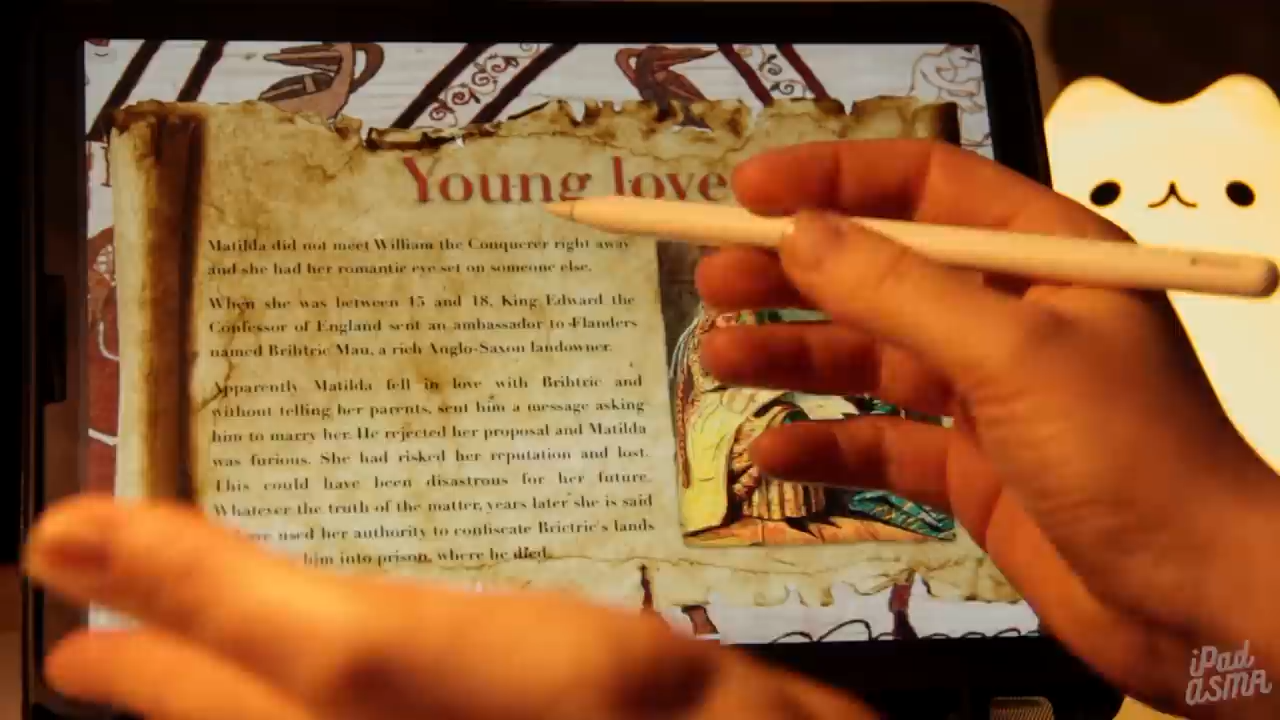 Young love
Matilda did not meet William the Conquerer right away
and she had her romantic eye set on someone else.
When she was between 15 and 18, King Edward the
Confessor of England sent an ambassador to Flanders
named Brihtric Mau, a rich Anglo-Saxon landowner.
Apparently Matilda fell in love with Brihtric and
without telling her parents, sent him a message asking
him to marry her. He rejected her proposal and Matilda
was furious. She had risked her reputation and lost.
This could have been disastrous for her future.
Whatever the truth of the matter, years later she is said
used her authority to confiscate Brictric's lands
him into prison, where he died.
iPad
ASMR